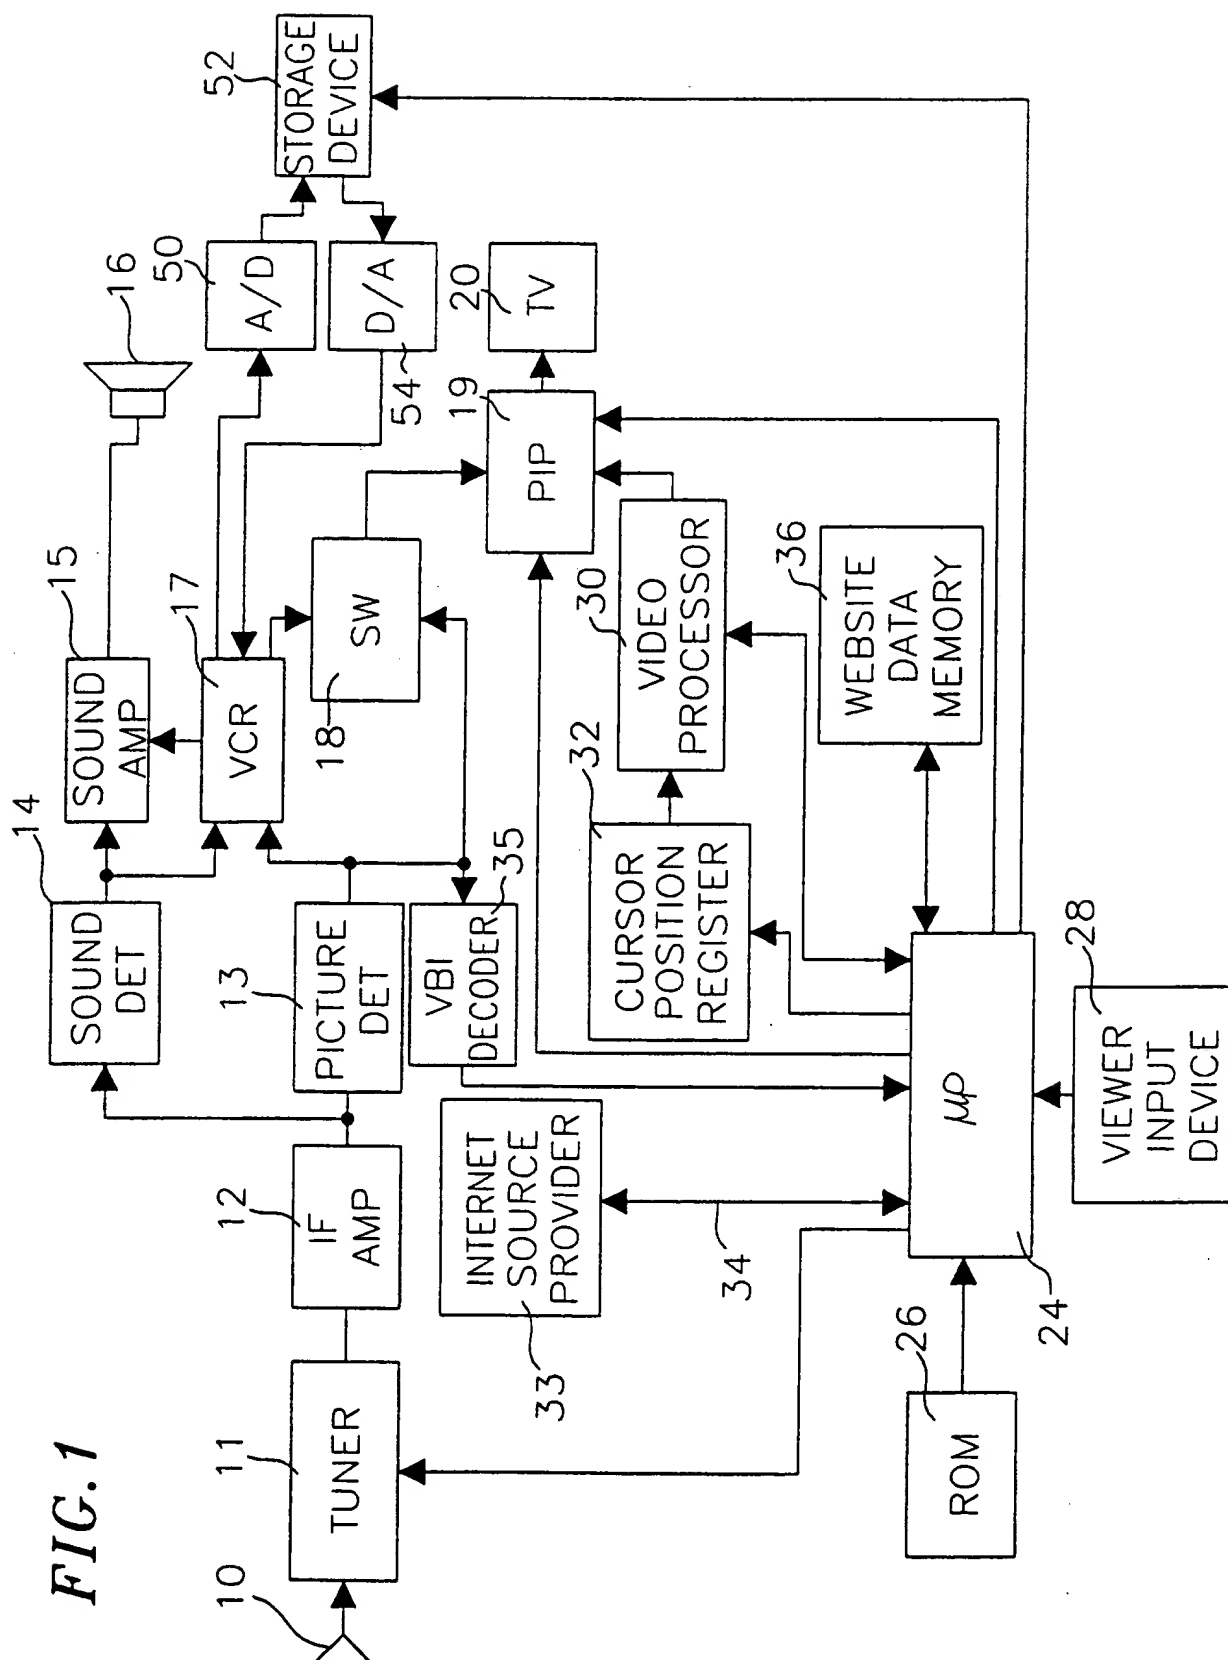 FIG.1
10
11
TUNER
12
IF
AMP
13
PICTURE
DET
14
SOUND
DET
15
SOUND
AMP
16
17
VCR
18
SW
50
A/D
52
STORAGE
DEVICE
D/A
54
19
PIP
20
TV
VBI
DECODER
35
INTERNET
SOURCE
PROVIDER
33
34
32
CURSOR
POSITION
REGISTER
30
VIDEO
PROCESSOR
36
WEBSITE
DATA
MEMORY
μP
24
26
ROM
28
VIEWER
INPUT
DEVICE